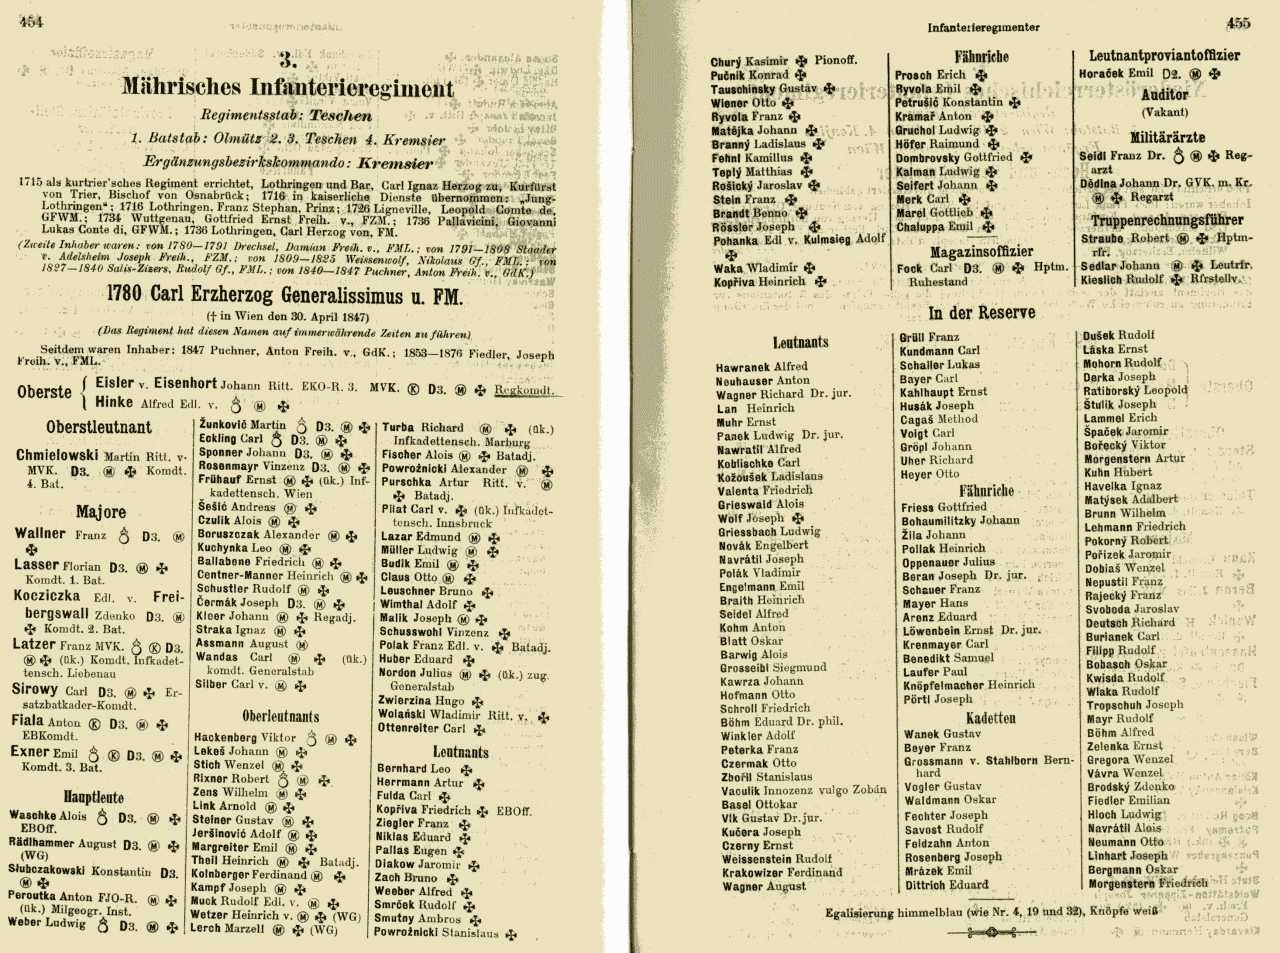 454
3.
Mährisches Infanterieregiment
Regimentsstab: Teschen
1. Batstab: Olmütz 2. 3. Teschen 4. Kremsier
Ergänzungsbezirkskommando: Kremsier
1715 als kurtrier'sches Regiment errichtet, Lothringen und Bar, Carl Ignaz Herzog zu, Kurfürst
von Trier, Bischof von Osnabrück; 1716 in kaiserliche Dienste übernommen: „Jung-
Lothringen"; 1716 Lothringen, Franz Stephan, Prinz; 1726 Ligneville, Leopold Comte de,
GFWM.; 1734 Wuttgenau, Gottfried Ernst Freih. v., FZM.; 1736 Pallavicini, Giovanni
Lukas Conte di, GFWM.; 1736 Lothringen, Carl Herzog von, FM.
(Zweite Inhaber waren: von 1780—1791 Drechsel, Damian Freih. v., FML.; von 1791—1808 Staader
v. Adelsheim Joseph Freih., FZM.; von 1809—1825 Weissenwolf, Nikolaus Gf., FML.; von
1827—1840 Salis-Zizers, Rudolf Gf., FML.; von 1840—1847 Puchner, Anton Freih. v., GdK.)
1780 Carl Erzherzog Generalissimus u. FM.
(† in Wien den 30. April 1847)
(Das Regiment hat diesen Namen auf immerwährende Zeiten zu führen)
Seitdem waren Inhaber: 1847 Puchner, Anton Freih. v., GdK.; 1853—1876 Fiedler, Joseph
Freih. v., FML.
Oberste
Eisler v. Eisenhort Johann Ritt. EKO-R. 3. MVK. Ⓚ D3. Ⓜ ✠ Regkomdt.
Hinke Alfred Edl. v. Ⓜ ✠
Oberstleutnant
Chmielowski Martin Ritt. v.
MVK. D3. Ⓜ ✠ Komdt.
4. Bat.
Majore
Wallner Franz D3. Ⓜ
✠
Lasser Florian D3. Ⓜ ✠
Komdt. 1. Bat.
Kocziczka Edl. v. Frei-
bergswall Zdenko D3. Ⓜ
✠ Komdt. 2. Bat.
Latzer Franz MVK. Ⓚ D3.
Ⓜ ✠ (ük.) Komdt. Infkadet-
tensch. Liebenau
Sirowy Carl D3. Ⓜ ✠ Er-
satzbatkader-Komdt.
Fiala Anton Ⓚ D3. Ⓜ ✠
EBKomdt.
Exner Emil Ⓚ D3. Ⓜ ✠
Komdt. 3. Bat.
Hauptleute
Waschke Alois D3. Ⓜ ✠
EBOff.
Rädlhammer August D3. Ⓜ ✠
(WG)
Słubczakowski Konstantin D3.
Ⓜ ✠
Peroutka Anton FJO-R. Ⓜ ✠
(ük.) Milgeogr. Inst.
Weber Ludwig D3. Ⓜ ✠
Žunkovič Martin D3. Ⓜ ✠
Eckling Carl D3. Ⓜ ✠
Sponner Johann D3. Ⓜ ✠
Rosenmayr Vinzenz D3. Ⓜ ✠
Frühauf Ernst Ⓜ ✠ (ük.) Inf-
kadettensch. Wien
Šešić Andreas Ⓜ ✠
Czulik Alois Ⓜ ✠
Boruszczak Alexander Ⓜ ✠
Kuchynka Leo Ⓜ ✠
Ballabene Friedrich Ⓜ ✠
Centner-Manner Heinrich Ⓜ ✠
Schustler Rudolf Ⓜ ✠
Čermák Joseph D3. Ⓜ ✠
Kleer Johann Ⓜ ✠ Regadj.
Straka Ignaz Ⓜ ✠
Assmann August Ⓜ
Wandas Carl Ⓜ ✠ (ük.)
komdt. Generalstab
Silber Carl v. Ⓜ ✠
Oberleutnants
Hackenberg Viktor Ⓜ ✠
Lekeš Johann Ⓜ ✠
Stich Wenzel Ⓜ ✠
Rixner Robert Ⓜ ✠
Zens Wilhelm Ⓜ ✠
Link Arnold Ⓜ ✠
Steiner Gustav Ⓜ ✠
Jeršinovič Adolf Ⓜ ✠
Margreiter Emil Ⓜ ✠
Theil Heinrich Ⓜ ✠ Batadj.
Kolnberger Ferdinand Ⓜ ✠
Kampf Joseph Ⓜ ✠
Muck Rudolf Edl. v. Ⓜ ✠
Wetzer Heinrich v. Ⓜ ✠ (WG)
Lerch Marzell Ⓜ ✠ (WG)
Turba Richard Ⓜ ✠ (ük.)
Infkadettensch. Marburg
Fischer Alois Ⓜ ✠ Batadj.
Powrożnicki Alexander Ⓜ ✠
Purschka Artur Ritt. v. Ⓜ
✠ Batadj.
Pilat Carl v. ✠ (ük.) Infkadet-
tensch. Innsbruck
Lazar Edmund Ⓜ ✠
Müller Ludwig Ⓜ ✠
Budik Emil Ⓜ ✠
Claus Otto Ⓜ ✠
Leuschner Bruno ✠
Wimthal Adolf ✠
Malik Joseph Ⓜ ✠
Schusswohl Vinzenz ✠
Polak Franz Edl. v. ✠ Batadj.
Huber Eduard ✠
Nordon Julius Ⓜ ✠ (ük.) zug.
Generalstab
Zwierzina Hugo ✠
Wolański Wladimir Ritt. v. ✠
Ottenreiter Carl ✠
Leutnants
Bernhard Leo ✠
Herrmann Artur ✠
Fulda Carl ✠
Kopřiva Friedrich ✠ EBOff.
Ziegler Franz ✠
Niklas Eduard ✠
Pallas Eugen ✠
Diakow Jaromir ✠
Zach Bruno ✠
Weeber Alfred ✠
Smrček Rudolf ✠
Smutny Ambros ✠
Powrożnicki Stanislaus ✠
Infanterieregimenter
455
Churý Kasimir ✠ Pionoff.
Pučnik Konrad ✠
Tauschinsky Gustav ✠
Wiener Otto ✠
Ryvola Franz ✠
Matějka Johann ✠
Branný Ladislaus ✠
Fehnl Kamillus ✠
Teplý Matthias ✠
Rošický Jaroslav ✠
Stein Franz ✠
Brandt Benno ✠
Rössler Joseph ✠
Pohanka Edl v. Kulmsieg Adolf
✠
Waka Wladimir ✠
Kopřiva Heinrich ✠
Fähnriche
Prosch Erich ✠
Ryvola Emil ✠
Petrušič Konstantin ✠
Kramař Anton ✠
Gruchol Ludwig ✠
Höfer Raimund ✠
Dombrovsky Gottfried ✠
Kalman Ludwig ✠
Seifert Johann ✠
Merk Carl ✠
Marel Gottlieb ✠
Chaluppa Emil ✠
Magazinsoffizier
Fock Carl D3. Ⓜ ✠ Hptm.
Ruhestand
Leutnantproviantoffizier
Horaček Emil D2. Ⓜ ✠
Auditor
(Vakant)
Militärärzte
Seidl Franz Dr. Ⓜ ✠ Reg-
arzt
Dědina Johann Dr. GVK. m. Kr.
Ⓜ ✠ Regarzt
Truppenrechnungsführer
Straube Robert Ⓜ ✠ Hptm-
rfr.
Sedlar Johann Ⓜ ✠ Leutrfr.
Kieslich Rudolf ✠ Rfrstellv.
In der Reserve
Leutnants
Hawranek Alfred
Neuhauser Anton
Wagner Richard Dr. jur.
Lan Heinrich
Muhr Ernst
Panek Ludwig Dr. jur.
Nawratil Alfred
Koblischke Carl
Kožoušek Ladislaus
Valenta Friedrich
Grieswald Alois
Wolf Joseph ✠
Griessbach Ludwig
Novák Engelbert
Navrátil Joseph
Polák Vladimir
Engelmann Emil
Braith Heinrich
Seidel Alfred
Kohm Anton
Blatt Oskar
Barwig Alois
Grosseibl Siegmund
Kawrza Johann
Hofmann Otto
Schroll Friedrich
Böhm Eduard Dr. phil.
Winkler Adolf
Peterka Franz
Czermak Otto
Zbořil Stanislaus
Vaculik Innozenz vulgo Zobán
Basel Ottokar
Vlk Gustav Dr. jur.
Kučera Joseph
Czerny Ernst
Weissenstein Rudolf
Krakowizer Ferdinand
Wagner August
Grüll Franz
Kundmann Carl
Schaller Lukas
Bayer Carl
Kahlhaupt Ernst
Husák Joseph
Cagaš Method
Voigt Carl
Gröpl Johann
Uher Richard
Heyer Otto
Fähnriche
Friess Gottfried
Bohaumilitzky Johann
Žila Johann
Pollak Heinrich
Oppenauer Julius
Beran Joseph Dr. jur.
Schauer Franz
Mayer Hans
Arenz Eduard
Löwenbein Ernst Dr. jur.
Krenmayer Carl
Benedikt Samuel
Laufer Paul
Knöpfelmacher Heinrich
Pörtl Joseph
Kadetten
Wanek Gustav
Beyer Franz
Grossmann v. Stahlborn Bern-
hard
Vogler Gustav
Waldmann Oskar
Fechter Joseph
Savost Rudolf
Feldzahn Anton
Rosenberg Joseph
Mrázek Emil
Dittrich Eduard
Dušek Rudolf
Láska Ernst
Mohorn Rudolf
Derka Joseph
Ratiborský Leopold
Štulik Joseph
Lammel Erich
Špaček Jaromir
Bořecký Viktor
Morgenstern Artur
Kuhn Hubert
Havelka Ignaz
Matýsek Adalbert
Brunn Wilhelm
Lehmann Friedrich
Pokorný Robert
Pořízek Jaromir
Dobiaš Wenzel
Nepustil Franz
Rajecký Franz
Svoboda Jaroslav
Deutsch Richard
Burianek Carl
Filipp Rudolf
Bobasch Oskar
Kwisda Rudolf
Wlaka Rudolf
Tropschuh Joseph
Mayr Rudolf
Böhm Alfred
Zelenka Ernst
Gregora Wenzel
Vávra Wenzel
Brodský Zdenko
Fiedler Emilian
Hloch Ludwig
Navrátil Alois
Neumann Otto
Linhart Joseph
Bergmann Oskar
Morgenstern Friedrich
Egalisierung himmelblau (wie Nr. 4, 19 und 32), Knöpfe weiß